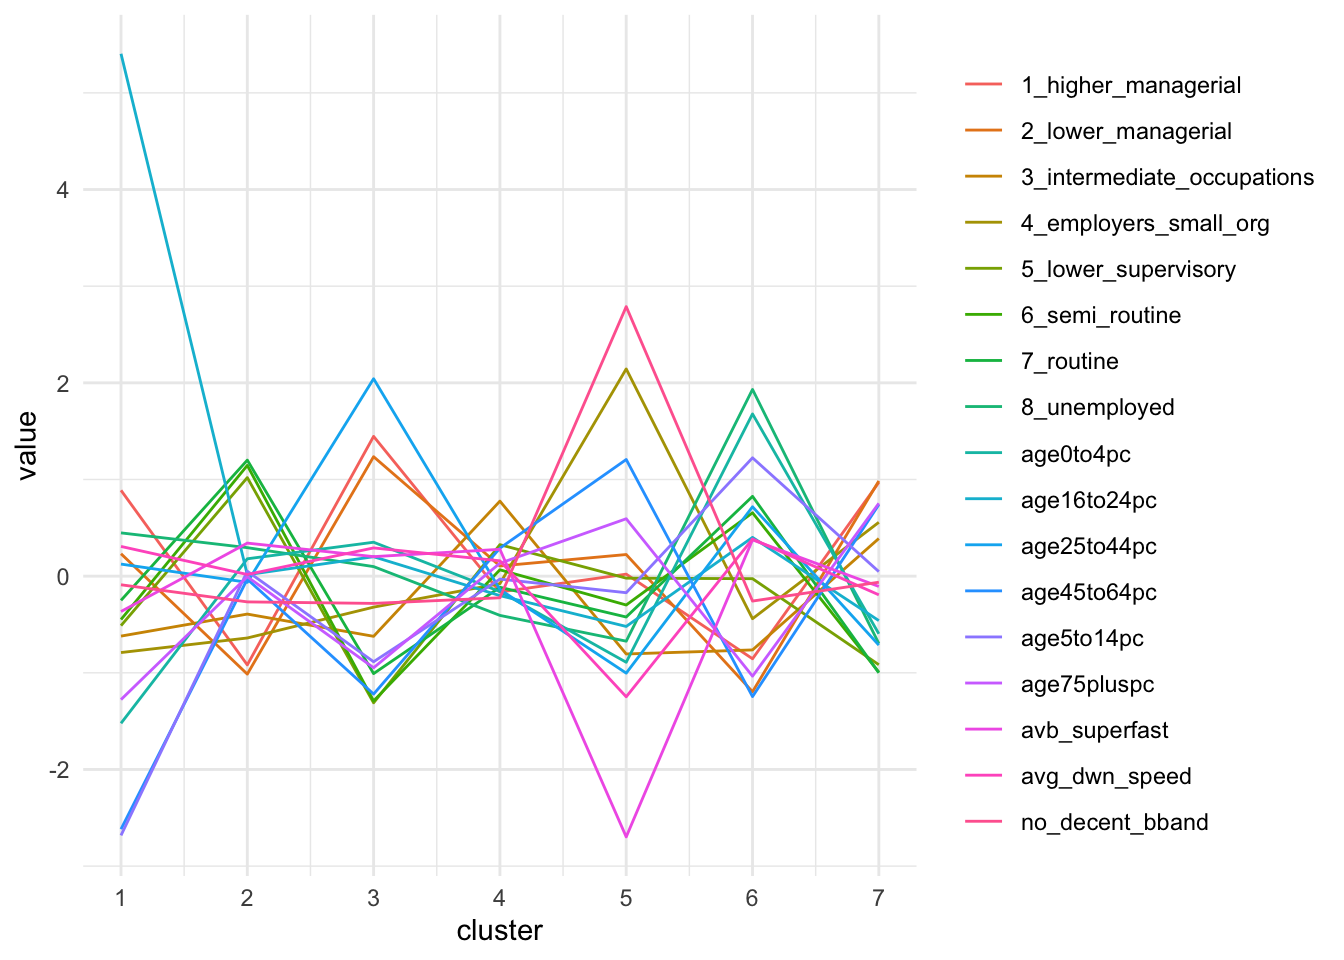 4
2
0
-2
value
1 2 3 4 5 6 7
cluster
1_higher_managerial
2_lower_managerial
3_intermediate_occupations
4_employers_small_org
5_lower_supervisory
6_semi_routine
7_routine
8_unemployed
age0to4pc
age16to24pc
age25to44pc
age45to64pc
age5to14pc
age75pluspc
avb_superfast
avg_dwn_speed
no_decent_bband